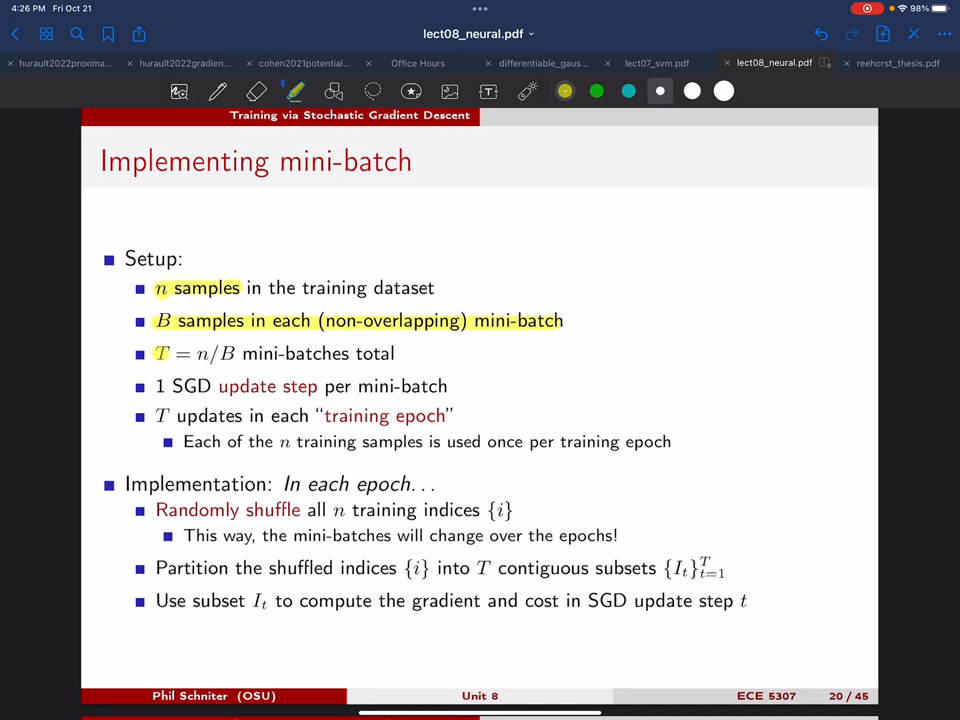 4:26 PM Fri Oct 21
98%
lect08_neural.pdf
hurault2022proxima...
hurault2022gradien...
cohen2021potential...
Office Hours
differentiable_gaus...
lect07_svm.pdf
lect08_neural.pdf
reehorst_thesis.pdf
Training via Stochastic Gradient Descent
Implementing mini-batch
Setup:
n samples in the training dataset
B samples in each (non-overlapping) mini-batch
T = n/B mini-batches total
1 SGD update step per mini-batch
T updates in each “training epoch”
Each of the n training samples is used once per training epoch
Implementation: In each epoch...
Randomly shuffle all n training indices {i}
This way, the mini-batches will change over the epochs!
Partition the shuffled indices {i} into T contiguous subsets {I_t}_{t=1}^T
Use subset I_t to compute the gradient and cost in SGD update step t
Phil Schniter (OSU)
Unit 8
ECE 5307
20 / 45